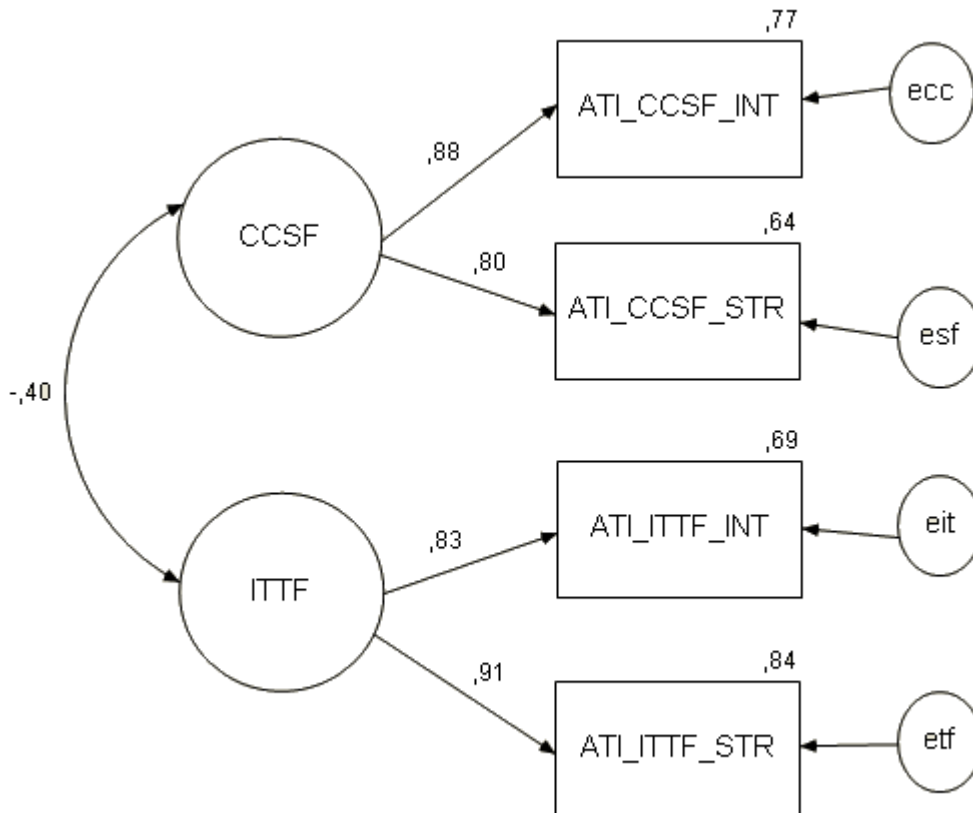 ,77
ATI_CCSF_INT
ecc
,88
CCSF
,64
,80
ATI_CCSF_STR
esf
-,40
,69
ATI_ITTF_INT
eit
,83
ITTF
,84
,91
ATI_ITTF_STR
etf